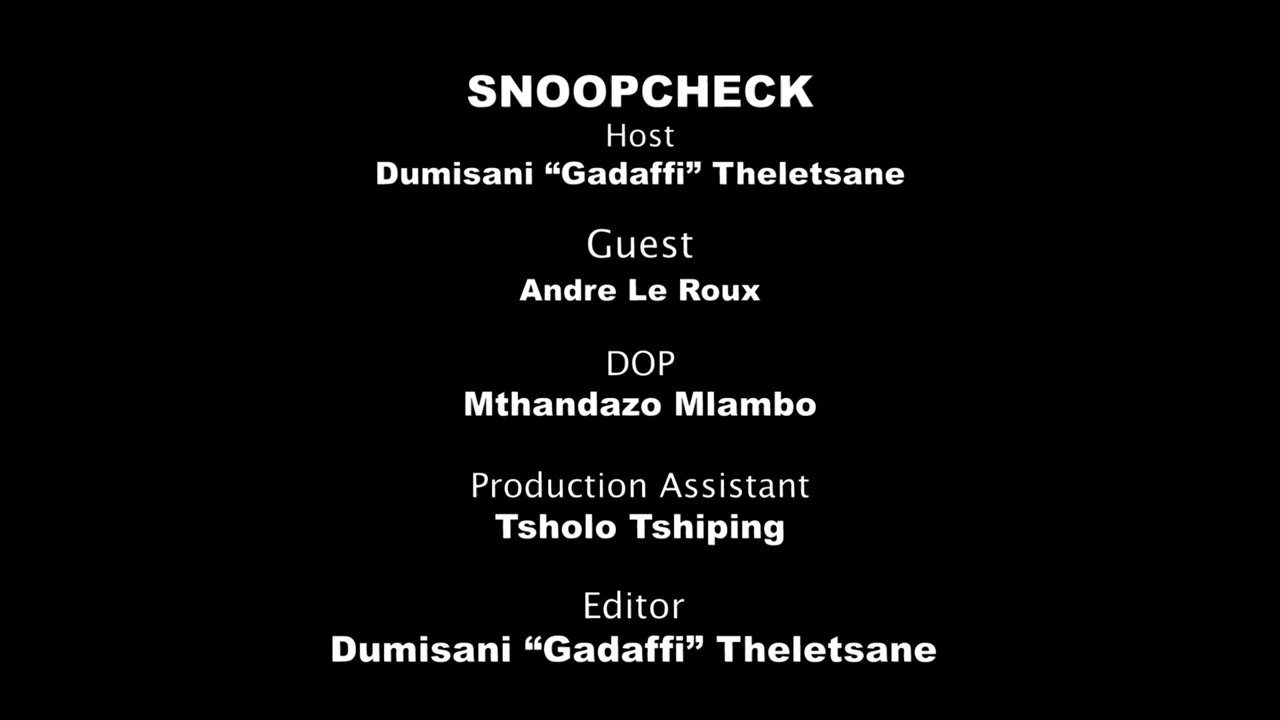 SNOOPCHECK
Host
Dumisani “Gadaffi” Theletsane
Guest
Andre Le Roux
DOP
Mthandazo Mlambo
Production Assistant
Tsholo Tshiping
Editor
Dumisani “Gadaffi” Theletsane